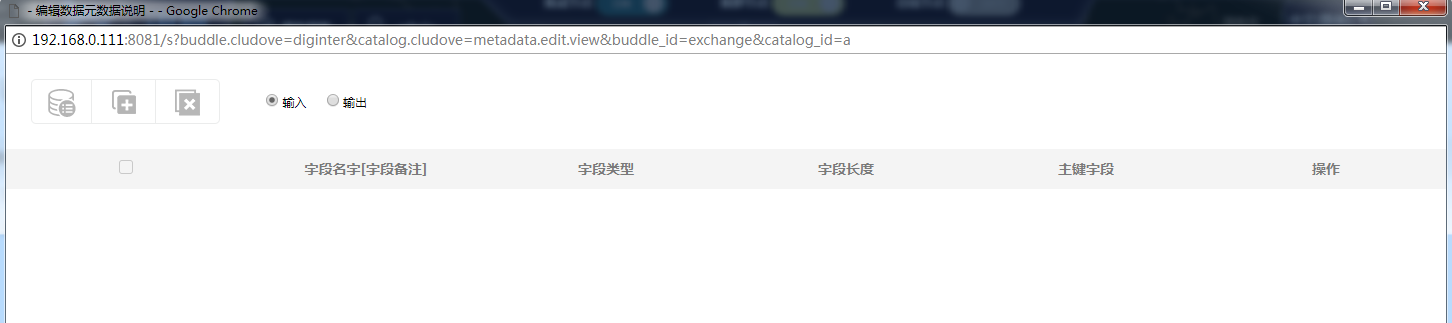 - 编辑数据元数据说明 - - Google Chrome
192.168.0.111:8081/s?buddle.cludove=diginter&catalog.cludove=metadata.edit.view&buddle_id=exchange&catalog_id=a
输入 输出
字段名字[字段备注] 字段类型 字段长度 主键字段 操作